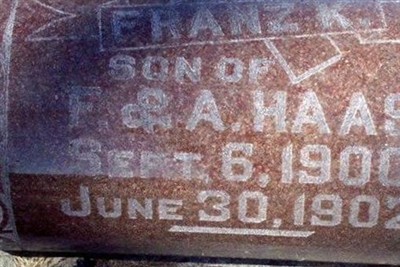 FRANZ K.
SON OF
F. & A. HAAS
SEPT. 6, 1900
JUNE 30, 1902